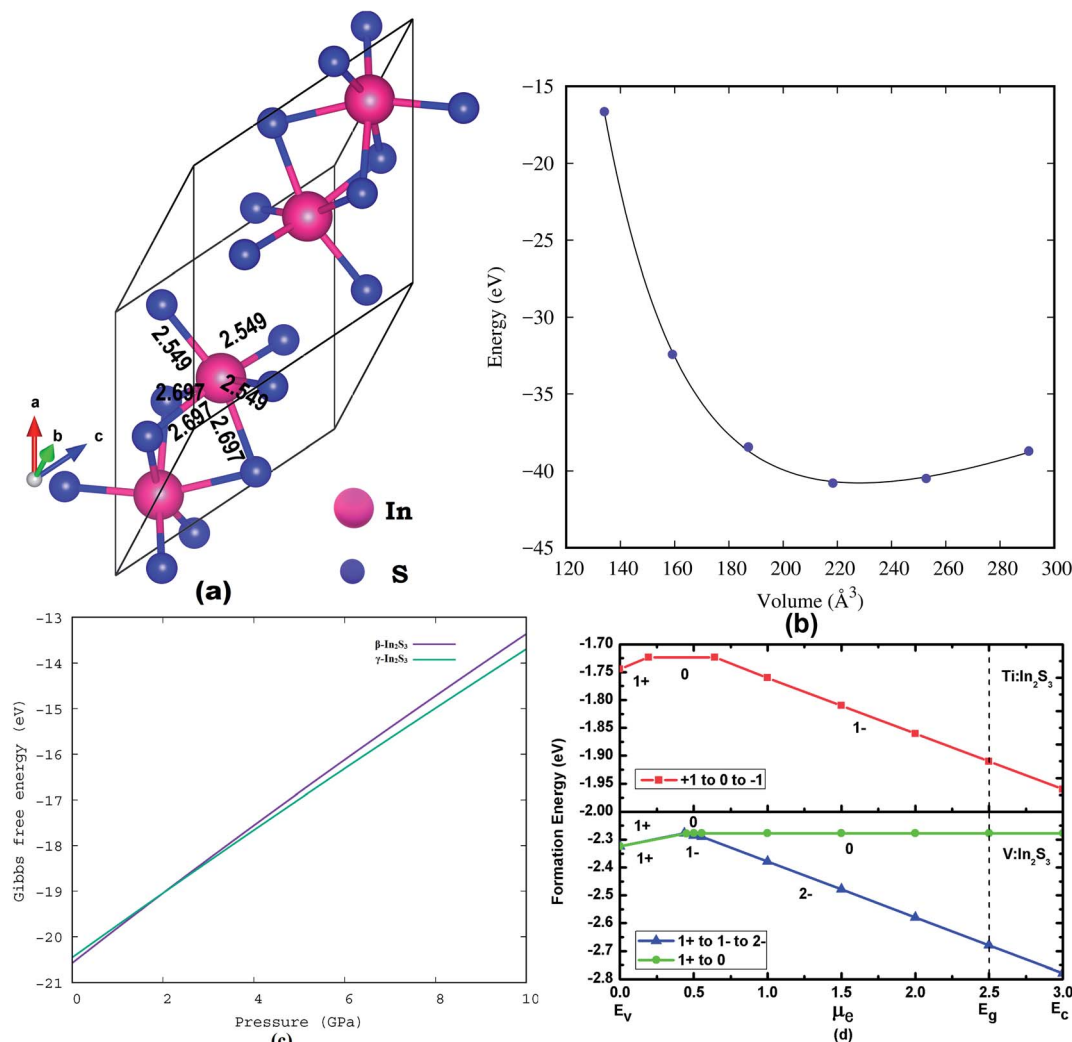 2.549
2.549
2.697
2.549
2.697
2.697
a
b
c
In
S
(a)
−15
−20
−25
−30
−35
−40
−45
Energy (eV)
120 140 160 180 200 220 240 260 280 300
Volume (Å³)
(b)
-13
-14
-15
-16
-17
-18
-19
-20
-21
Gibbs free energy (eV)
β-In₂S₃
γ-In₂S₃
0 2 4 6 8 10
Pressure (GPa)
(c)
-1.70
-1.75
-1.80
-1.85
-1.90
-1.95
-2.00
Formation Energy (eV)
1+
0
1-
Ti:In₂S₃
+1 to 0 to -1
-2.3
-2.4
-2.5
-2.6
-2.7
-2.8
1+
0
1+
1-
0
V:In₂S₃
2-
1+ to 1- to 2-
1+ to 0
0.0 0.5 1.0 1.5 2.0 2.5 3.0
Eᵥ μₑ E_g E_c
(d)